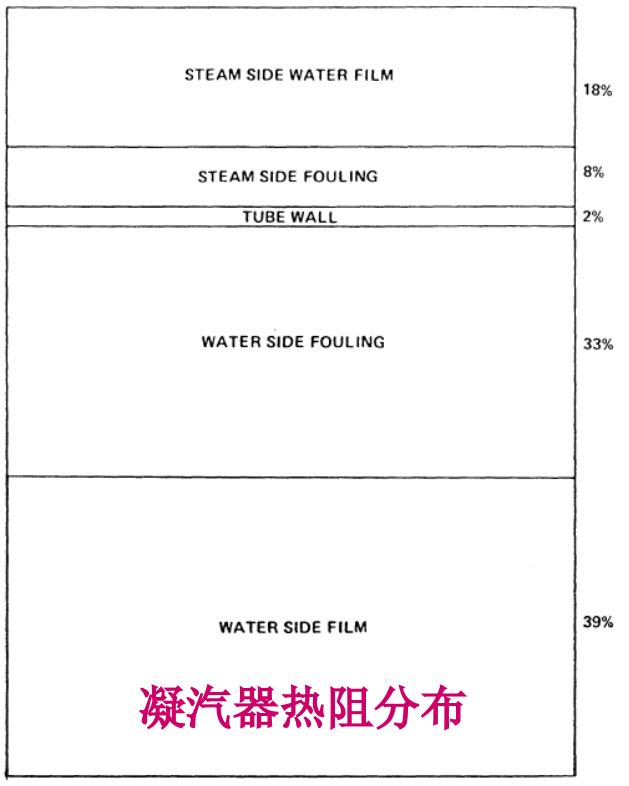 STEAM SIDE WATER FILM
18%
STEAM SIDE FOULING
8%
TUBE WALL
2%
WATER SIDE FOULING
33%
WATER SIDE FILM
39%
凝汽器热阻分布